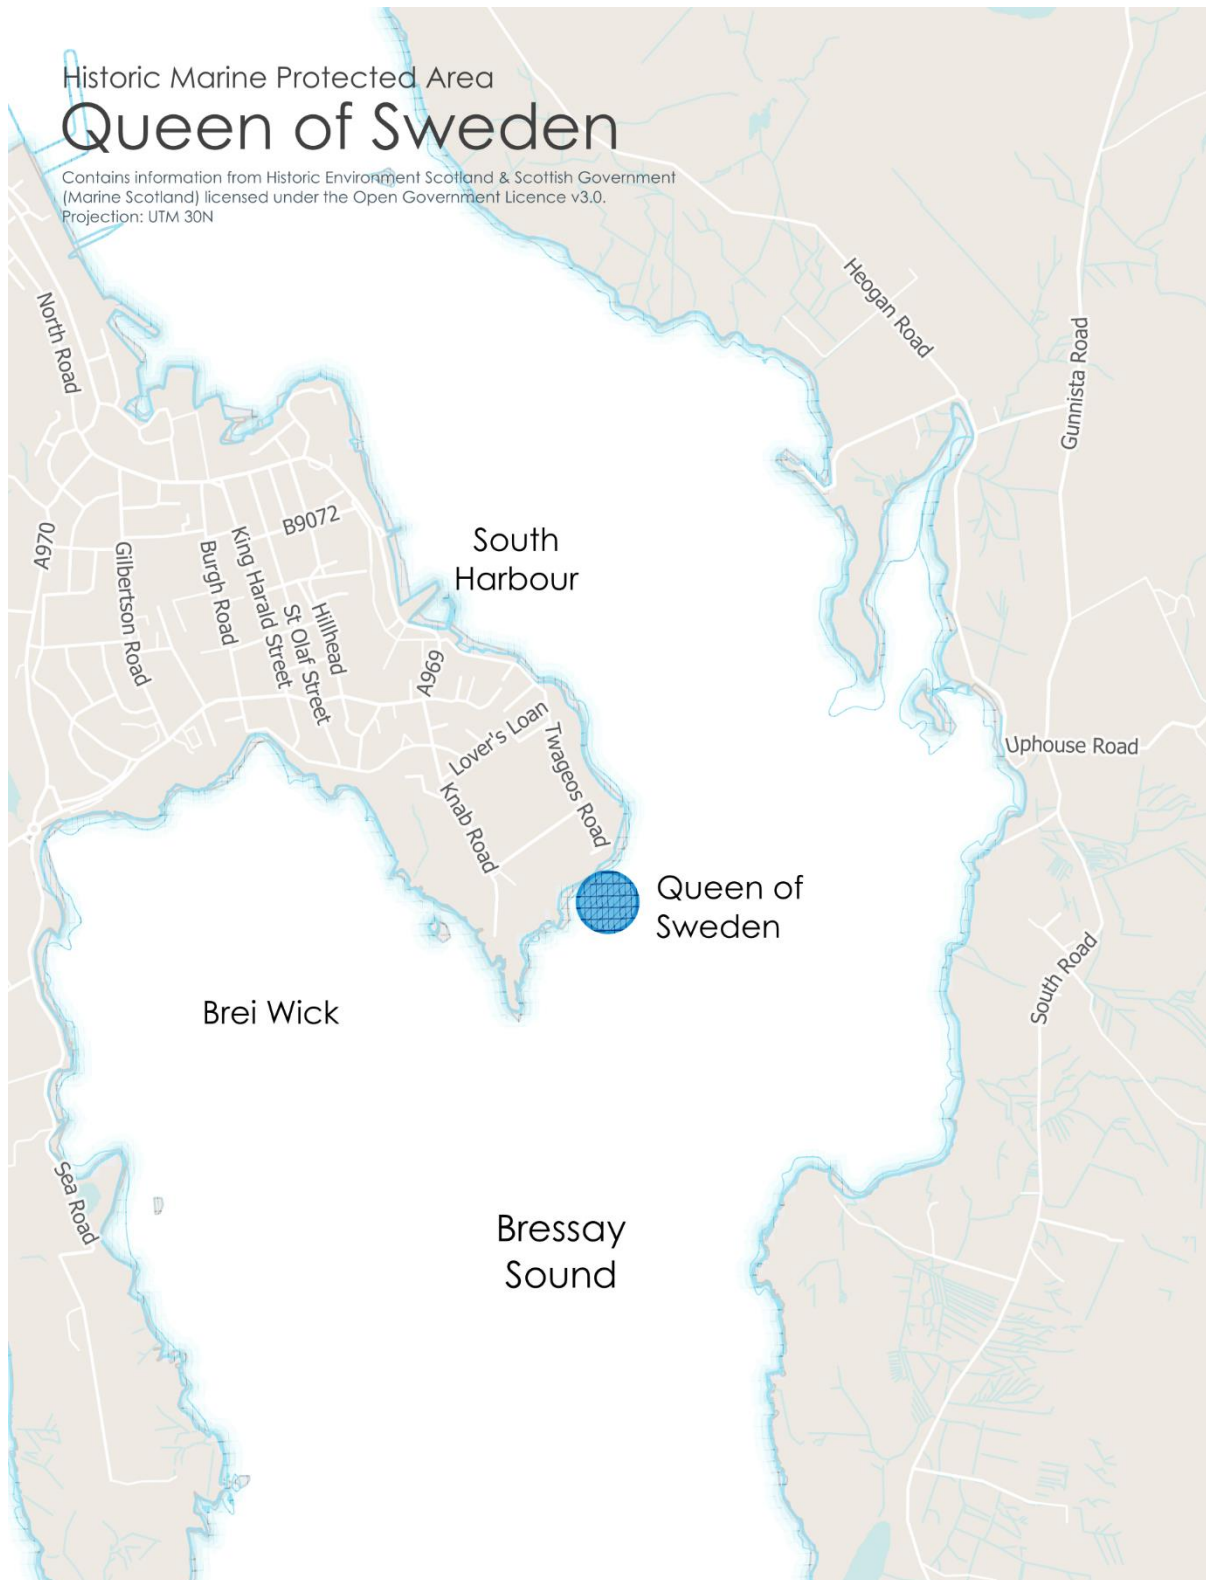 Historic Marine Protected Area
Queen of Sweden
Contains information from Historic Environment Scotland & Scottish Government
(Marine Scotland) licensed under the Open Government Licence v3.0.
Projection: UTM 30N
North Road
Heogan Road
Gunnista Road
A970
Gilbertson Road
Burgh Road
King Harald Street
B9072
St Olaf Street
Hillhead
South
Harbour
A969
Lover's Loan
Twageos Road
Knab Road
Uphouse Road
Queen of
Sweden
South Road
Brei Wick
Sea Road
Bressay
Sound